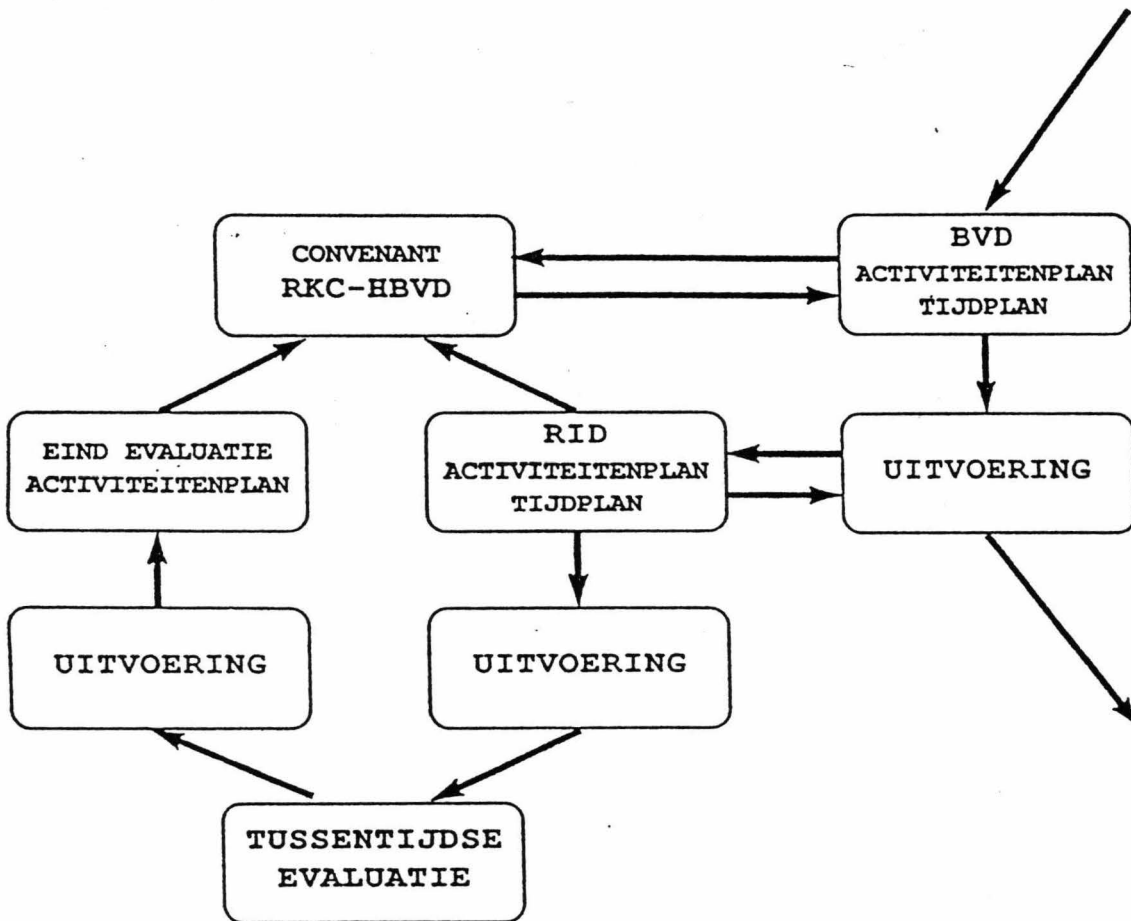 CONVENANT
RKC-HBVD
BVD
ACTIVITEITENPLAN
TIJDPLAN
EIND EVALUATIE
ACTIVITEITENPLAN
RID
ACTIVITEITENPLAN
TIJDPLAN
UITVOERING
UITVOERING
UITVOERING
TUSSENTIJDSE
EVALUATIE